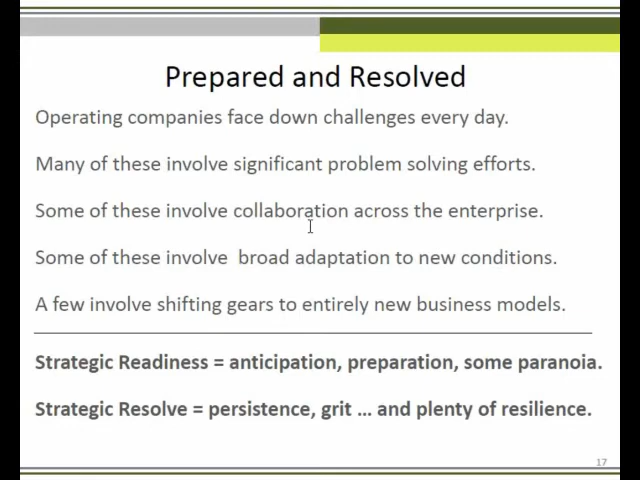 Prepared and Resolved
Operating companies face down challenges every day.
Many of these involve significant problem solving efforts.
Some of these involve collaboration across the enterprise.
Some of these involve  broad adaptation to new conditions.
A few involve shifting gears to entirely new business models.
Strategic Readiness = anticipation, preparation, some paranoia.
Strategic Resolve = persistence, grit … and plenty of resilience.
17